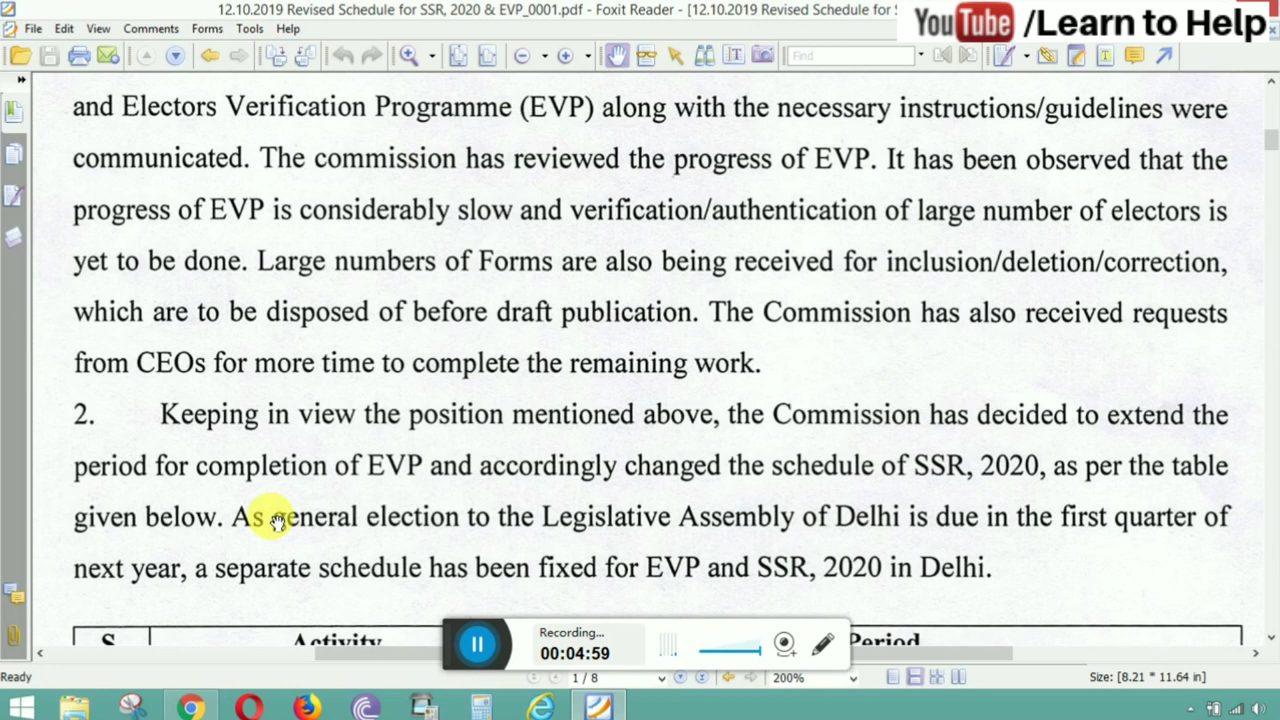 12.10.2019 Revised Schedule for SSR, 2020 & EVP_0001.pdf - Foxit Reader - [12.10.2019 Revised Schedule for S
YouTube /Learn to Help
File Edit View Comments Forms Tools Help
Find
and Electors Verification Programme (EVP) along with the necessary instructions/guidelines were
communicated. The commission has reviewed the progress of EVP. It has been observed that the
progress of EVP is considerably slow and verification/authentication of large number of electors is
yet to be done. Large numbers of Forms are also being received for inclusion/deletion/correction,
which are to be disposed of before draft publication. The Commission has also received requests
from CEOs for more time to complete the remaining work.
2. Keeping in view the position mentioned above, the Commission has decided to extend the
period for completion of EVP and accordingly changed the schedule of SSR, 2020, as per the table
given below. As general election to the Legislative Assembly of Delhi is due in the first quarter of
next year, a separate schedule has been fixed for EVP and SSR, 2020 in Delhi.
S Activity Period
Recording...
00:04:59
Ready 1 / 8 200% Size: [8.21 * 11.64 in]